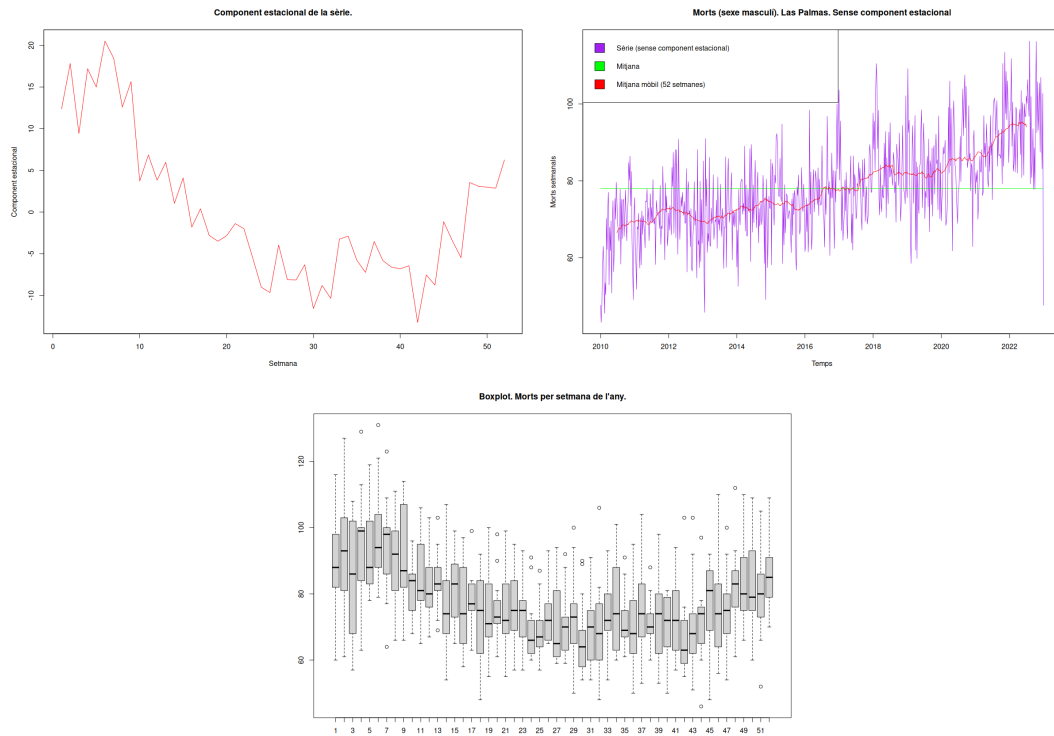 Component estacional de la sèrie.
Component estacional
20
15
10
5
0
-5
-10
0 10 20 30 40 50
Setmana
Morts (sexe masculí). Las Palmas. Sense component estacional
Sèrie (sense component estacional)
Mitjana
Mitjana mòbil (52 setmanes)
Morts setmanals
100
80
60
2010 2012 2014 2016 2018 2020 2022
Temps
Boxplot. Morts per setmana de l'any.
120
100
80
60
1 3 5 7 9 11 13 15 17 19 21 23 25 27 29 31 33 35 37 39 41 43 45 47 49 51